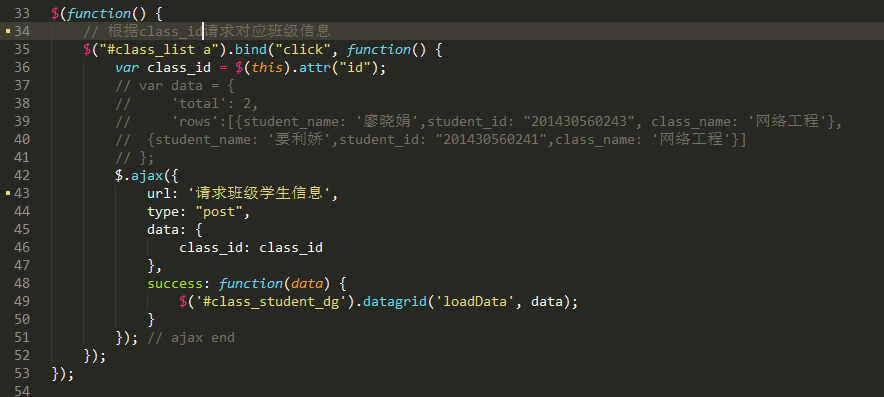 33 $(function() {
34 // 根据class_id请求对应班级信息
35 $("#class_list a").bind("click", function() {
36 var class_id = $(this).attr("id");
37 // var data = {
38 // 'total': 2,
39 // 'rows':[{student_name: '廖晓娟',student_id: "201430560243", class_name: '网络工程'},
40 // {student_name: '要利娇',student_id: "201430560241",class_name: '网络工程'}]
41 // };
42 $.ajax({
43 url: '请求班级学生信息',
44 type: "post",
45 data: {
46 class_id: class_id
47 },
48 success: function(data) {
49 $('#class_student_dg').datagrid('loadData', data);
50 }
51 }); // ajax end
52 });
53 });
54